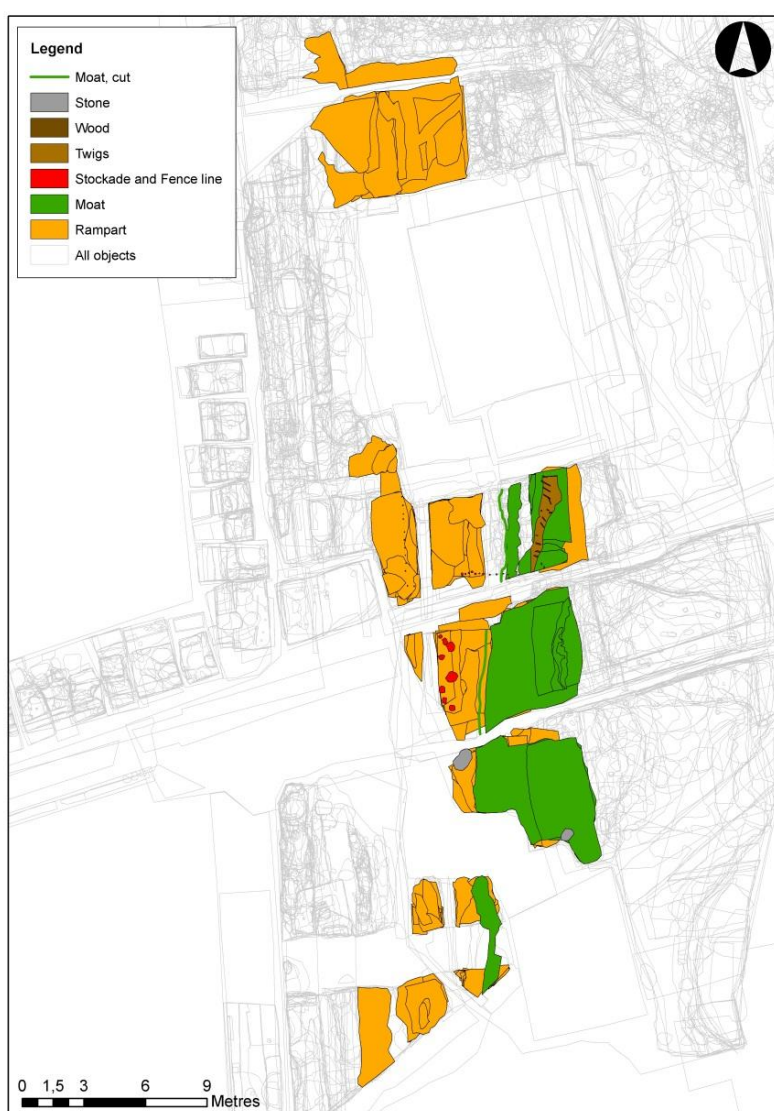 Legend
Moat, cut
Stone
Wood
Twigs
Stockade and Fence line
Moat
Rampart
All objects
0 1,5 3 6 9
Metres